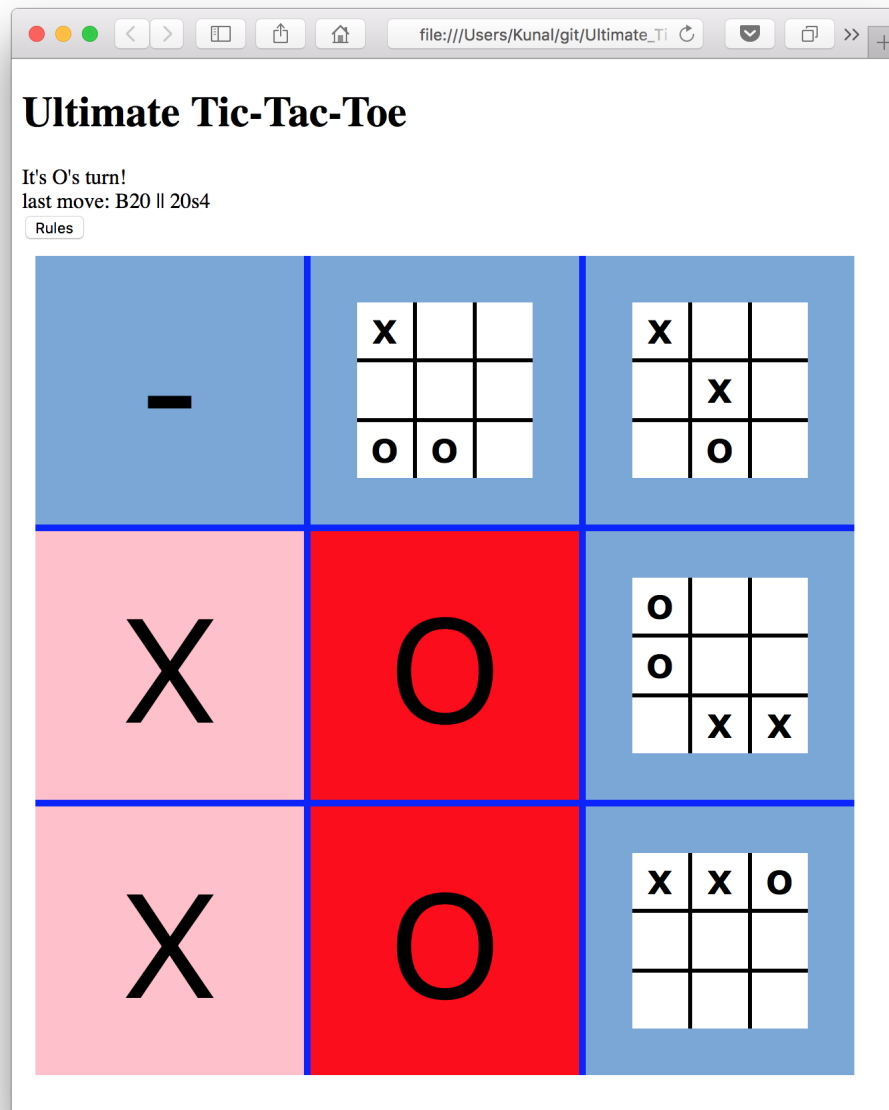 file:///Users/Kunal/git/Ultimate_Ti
Ultimate Tic-Tac-Toe
It's O's turn!
last move: B20 || 20s4
Rules
-
X
O O
X
X
O
X
O
O
O
X X
X
O
X X O